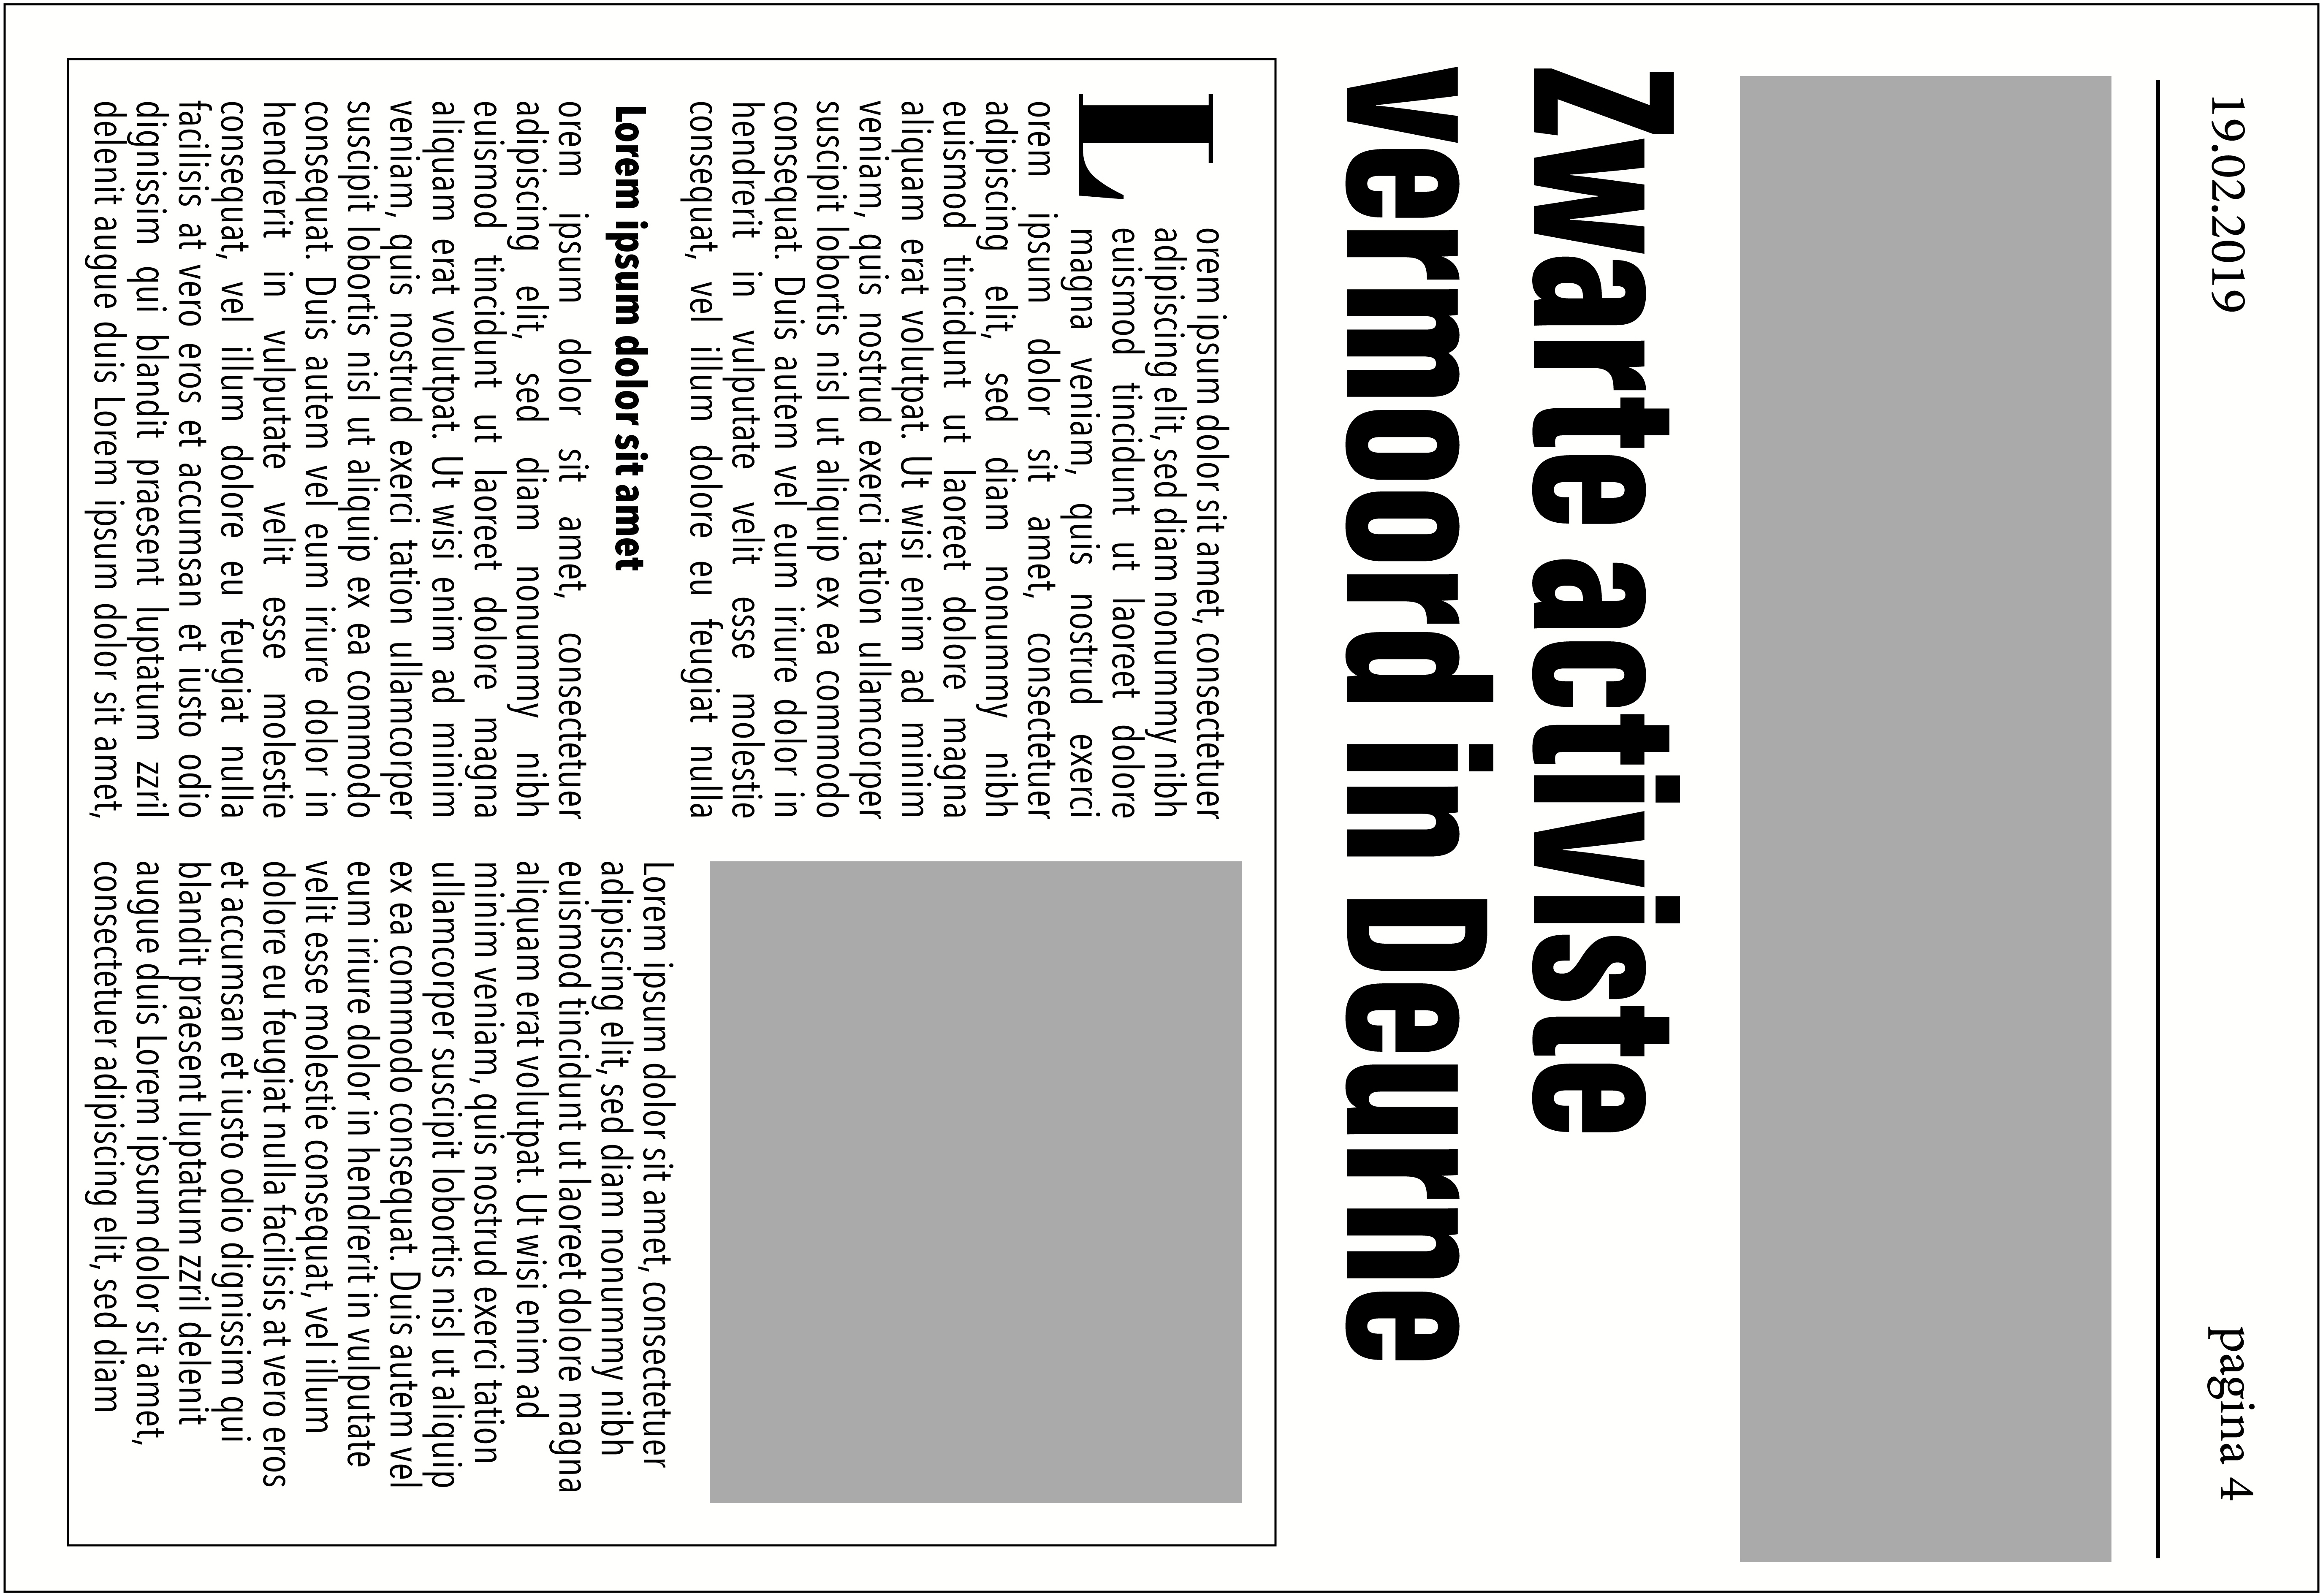 19.02.2019
pagina 4
Zwarte activiste
vermoord in Deurne
L
orem ipsum dolor sit amet, consectetuer
adipiscing elit, sed diam nonummy nibh
euismod tincidunt ut laoreet dolore
magna veniam, quis nostrud exerci
orem ipsum dolor sit amet, consectetuer
adipiscing elit, sed diam nonummy nibh
euismod tincidunt ut laoreet dolore magna
aliquam erat volutpat. Ut wisi enim ad minim
veniam, quis nostrud exerci tation ullamcorper
suscipit lobortis nisl ut aliquip ex ea commodo
consequat. Duis autem vel eum iriure dolor in
hendrerit in vulputate velit esse molestie
consequat, vel illum dolore eu feugiat nulla
Lorem ipsum dolor sit amet
orem ipsum dolor sit amet, consectetuer
adipiscing elit, sed diam nonummy nibh
euismod tincidunt ut laoreet dolore magna
aliquam erat volutpat. Ut wisi enim ad minim
veniam, quis nostrud exerci tation ullamcorper
suscipit lobortis nisl ut aliquip ex ea commodo
consequat. Duis autem vel eum iriure dolor in
hendrerit in vulputate velit esse molestie
consequat, vel illum dolore eu feugiat nulla
facilisis at vero eros et accumsan et iusto odio
dignissim qui blandit praesent luptatum zzril
delenit augue duis Lorem ipsum dolor sit amet,
Lorem ipsum dolor sit amet, consectetuer
adipiscing elit, sed diam nonummy nibh
euismod tincidunt ut laoreet dolore magna
aliquam erat volutpat. Ut wisi enim ad
minim veniam, quis nostrud exerci tation
ullamcorper suscipit lobortis nisl ut aliquip
ex ea commodo consequat. Duis autem vel
eum iriure dolor in hendrerit in vulputate
velit esse molestie consequat, vel illum
dolore eu feugiat nulla facilisis at vero eros
et accumsan et iusto odio dignissim qui
blandit praesent luptatum zzril delenit
augue duis Lorem ipsum dolor sit amet,
consectetuer adipiscing elit, sed diam